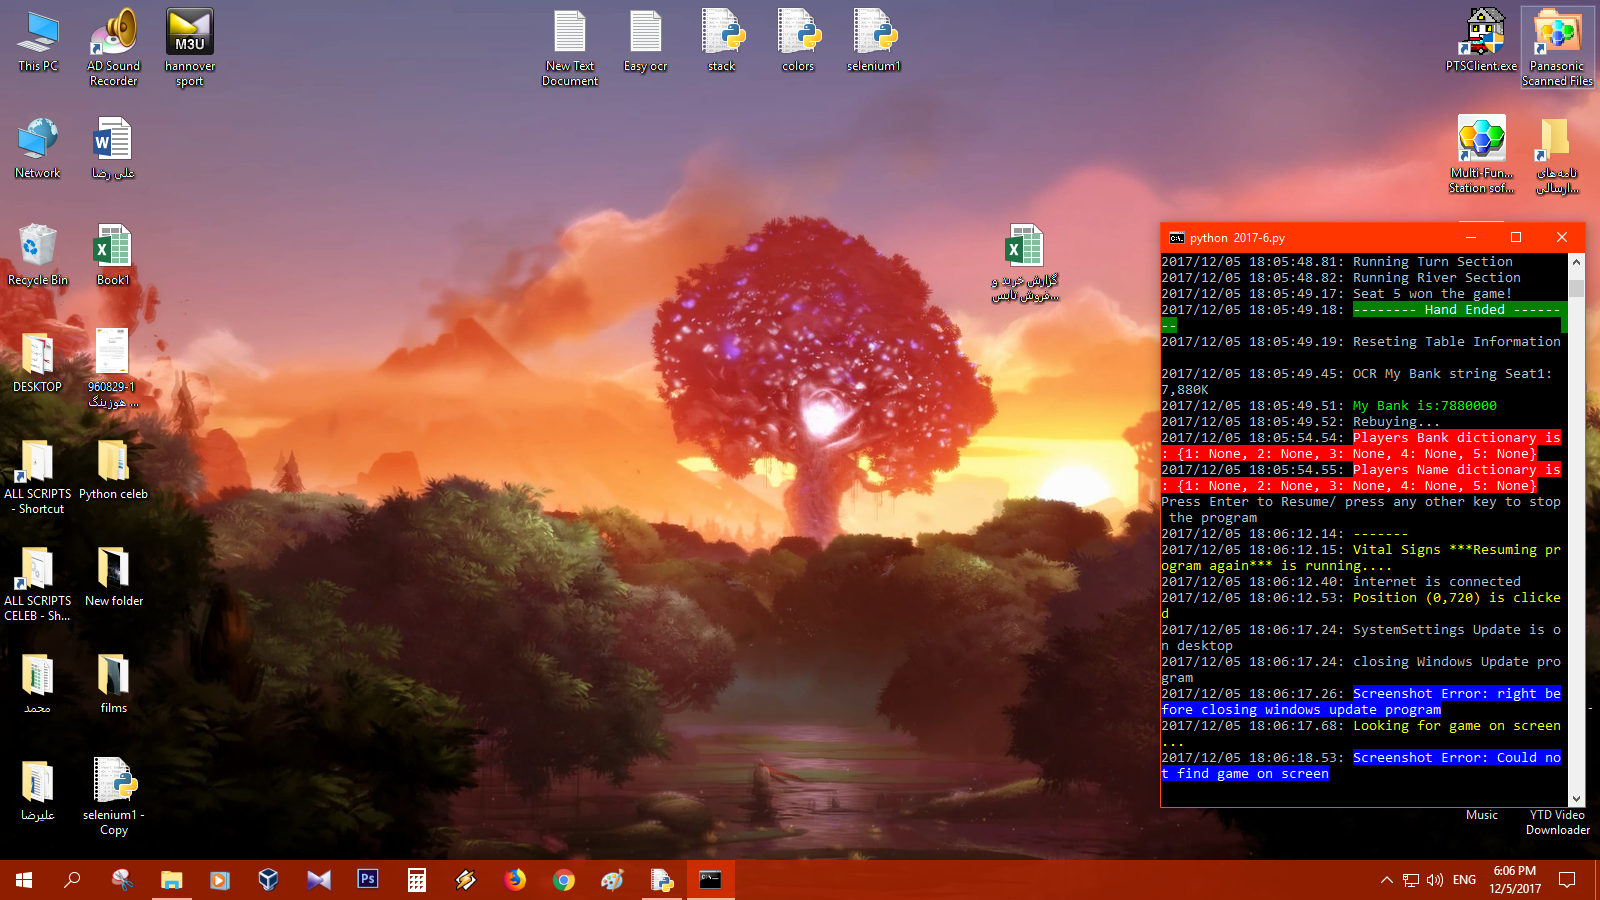 This PC
AD Sound
Recorder
M3U
hannover
sport
New Text
Document
Easy ocr
stack
colors
selenium1
PTSClient.exe
Panasonic
Scanned Files
Network
علی رضا
Multi-Fun...
Station sof...
نامه‌های
ارسالی...
Recycle Bin
Book1
گزارش خرید و
فروش تابس...
DESKTOP
960829-1
هوزینگ ...
ALL SCRIPTS
- Shortcut
Python celeb
ALL SCRIPTS
CELEB - Sh...
New folder
محمد
films
علیرضا
selenium1 -
Copy
Music
YTD Video
Downloader
python  2017-6.py
2017/12/05 18:05:48.81: Running Turn Section
2017/12/05 18:05:48.82: Running River Section
2017/12/05 18:05:49.17: Seat 5 won the game!
2017/12/05 18:05:49.18: -------- Hand Ended ------
--
2017/12/05 18:05:49.19: Reseting Table Information
2017/12/05 18:05:49.45: OCR My Bank string Seat1:
7,880K
2017/12/05 18:05:49.51: My Bank is:7880000
2017/12/05 18:05:49.52: Rebuying...
2017/12/05 18:05:54.54: Players Bank dictionary is
: {1: None, 2: None, 3: None, 4: None, 5: None}
2017/12/05 18:05:54.55: Players Name dictionary is
: {1: None, 2: None, 3: None, 4: None, 5: None}
Press Enter to Resume/ press any other key to stop
the program
2017/12/05 18:06:12.14: -------
2017/12/05 18:06:12.15: Vital Signs ***Resuming pr
ogram again*** is running....
2017/12/05 18:06:12.40: internet is connected
2017/12/05 18:06:12.53: Position (0,720) is clicke
d
2017/12/05 18:06:17.24: SystemSettings Update is o
n desktop
2017/12/05 18:06:17.24: closing Windows Update pro
gram
2017/12/05 18:06:17.26: Screenshot Error: right be
fore closing windows update program
2017/12/05 18:06:17.68: Looking for game on screen
...
2017/12/05 18:06:18.53: Screenshot Error: Could no
t find game on screen
Ps
ENG
6:06 PM
12/5/2017